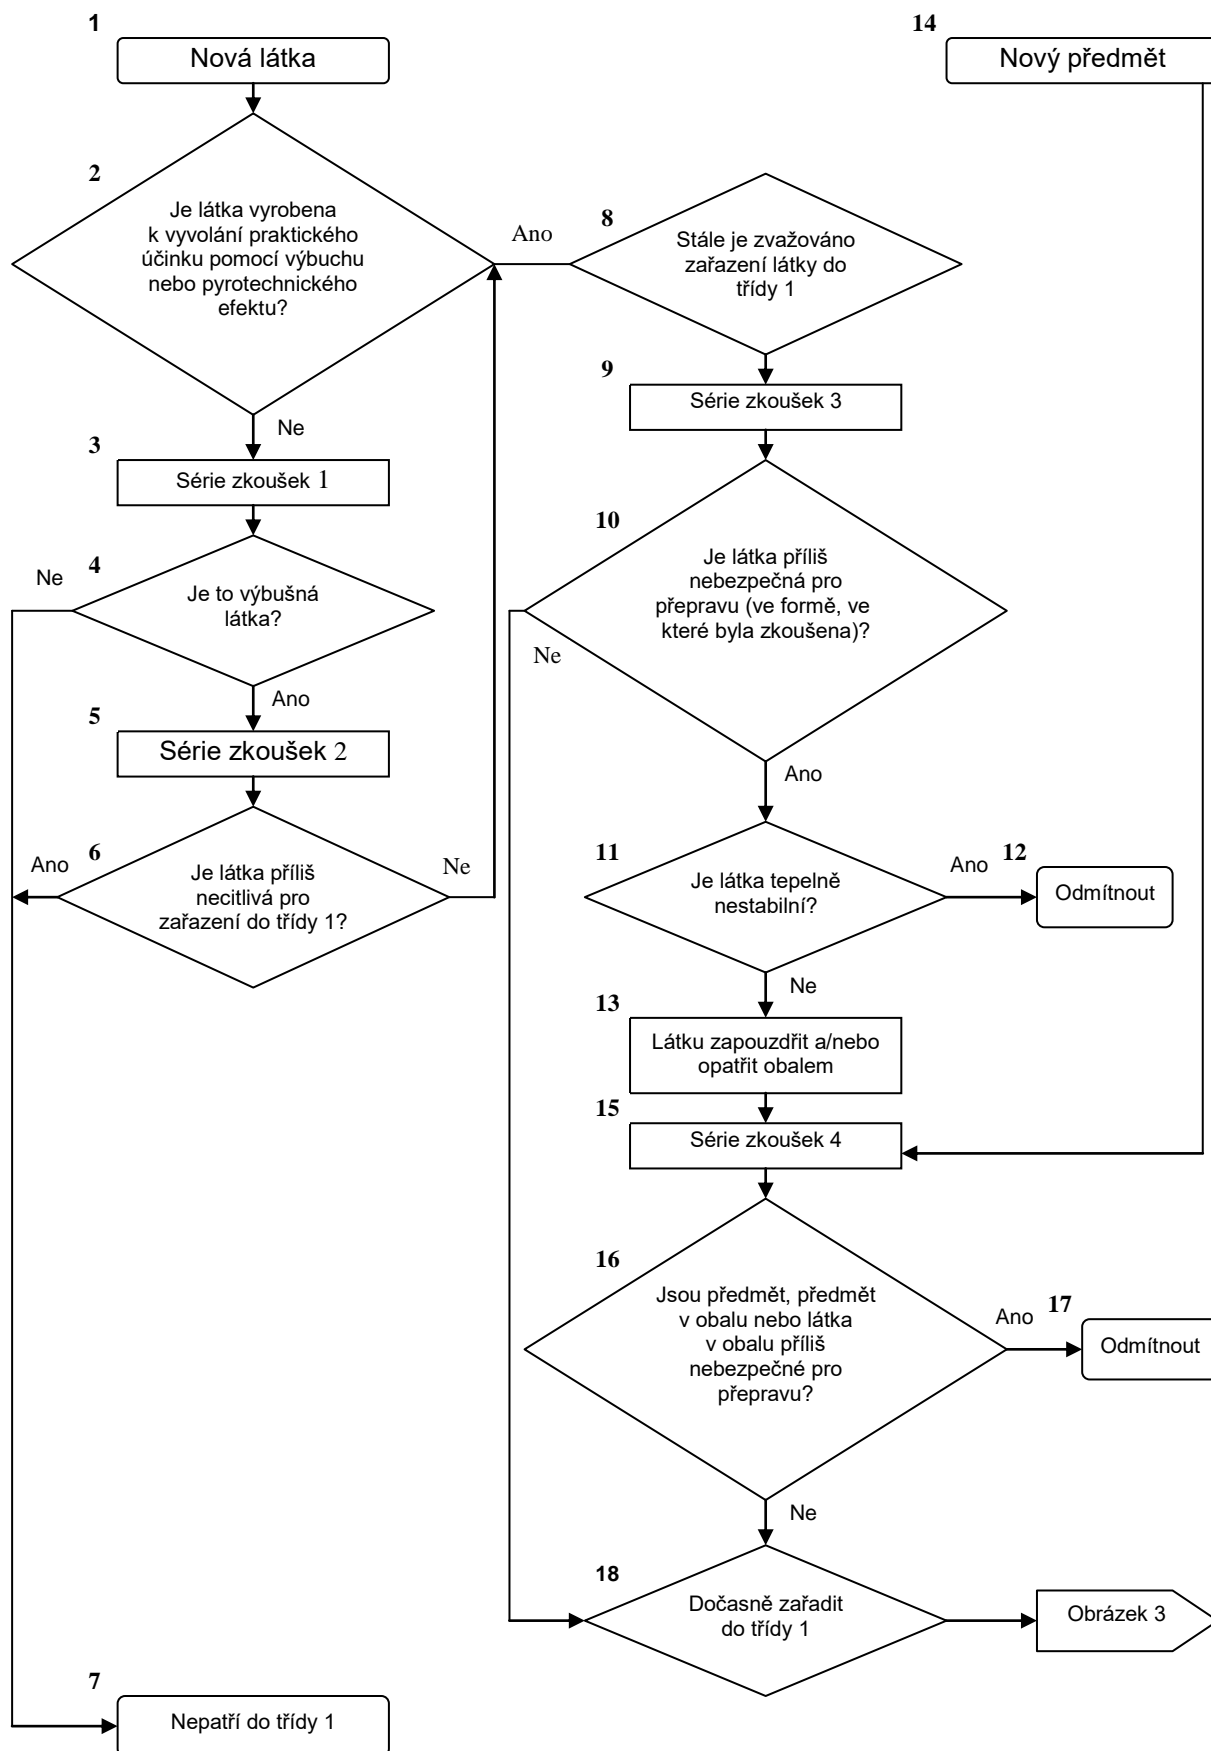 1
Nová látka
2
Je látka vyrobena
k vyvolání praktického
účinku pomocí výbuchu
nebo pyrotechnického
efektu?
Ne
3
Série zkoušek 1
4
Ne
Je to výbušná
látka?
Ano
5
Série zkoušek 2
6
Ano
Je látka příliš
necitlivá pro
zařazení do třídy 1?
Ne
7
Nepatří do třídy 1
Ano
8
Stále je zvažováno
zařazení látky do
třídy 1
9
Série zkoušek 3
10
Je látka příliš
nebezpečná pro
přepravu (ve formě, ve
které byla zkoušena)?
Ne
Ano
11
Je látka tepelně
nestabilní?
Ano
12
Odmítnout
Ne
13
Látku zapouzdřit a/nebo
opatřit obalem
14
Nový předmět
15
Série zkoušek 4
16
Jsou předmět, předmět
v obalu nebo látka
v obalu příliš
nebezpečné pro
přepravu?
Ano
17
Odmítnout
Ne
18
Dočasně zařadit
do třídy 1
Obrázek 3